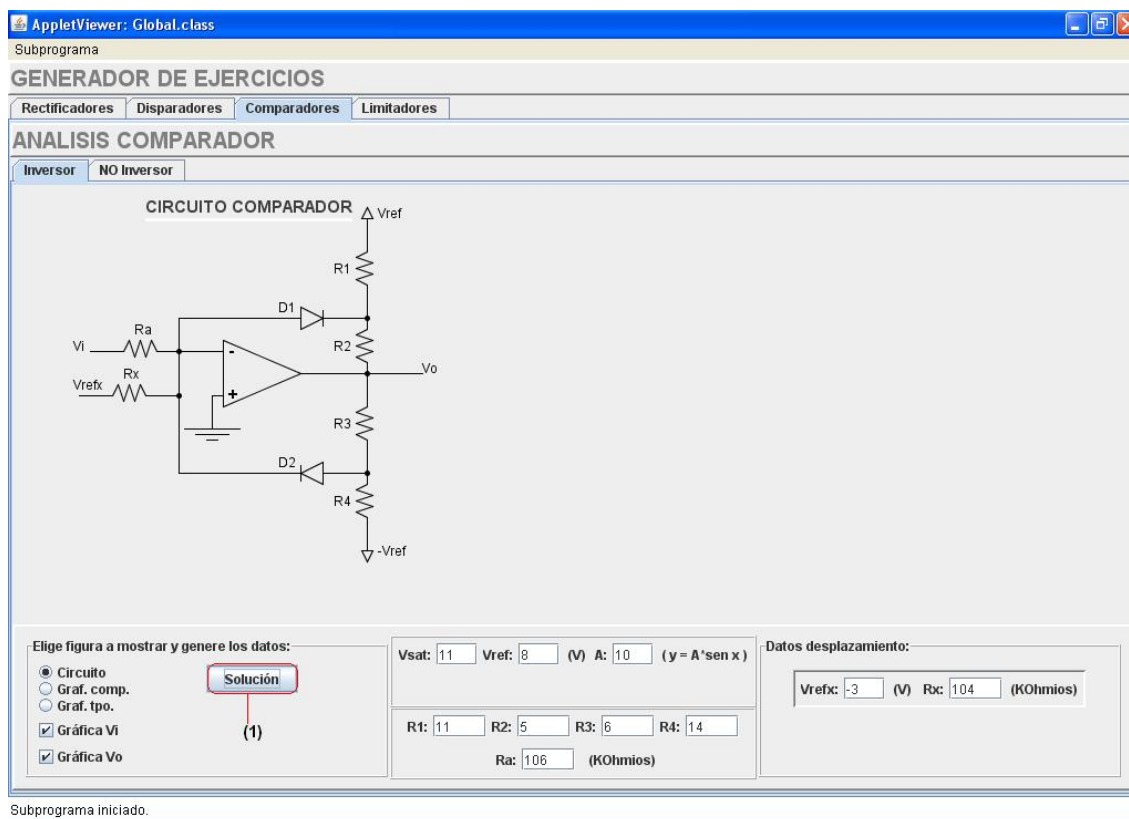 AppletViewer: Global.class
Subprograma
GENERADOR DE EJERCICIOS
Rectificadores Disparadores Comparadores Limitadores
ANALISIS COMPARADOR
Inversor NO Inversor
CIRCUITO COMPARADOR
Vref
R1
D1
Ra
Vi
R2
-
Vo
Rx
Vrefx
+
R3
D2
R4
-Vref
Elige figura a mostrar y genere los datos:
Circuito
Graf. comp.
Graf. tpo.
Gráfica Vi
Gráfica Vo
Solución
(1)
Vsat: 11 Vref: 8 (V) A: 10 ( y = A*sen x )
R1: 11 R2: 5 R3: 6 R4: 14
Ra: 106 (KOhmios)
Datos desplazamiento:
Vrefx: -3 (V) Rx: 104 (KOhmios)
Subprograma iniciado.